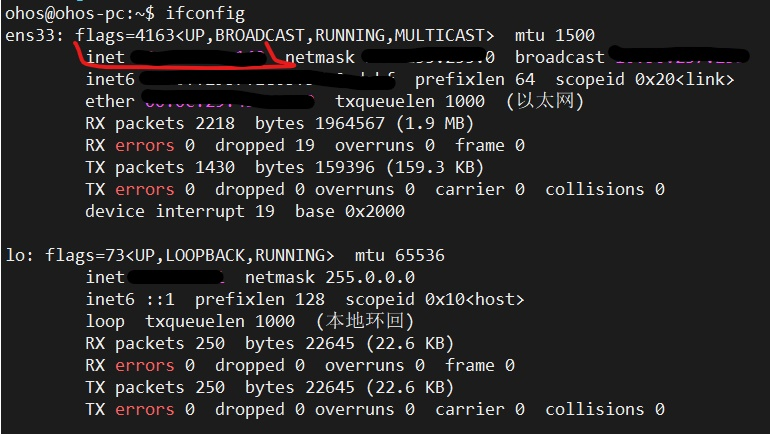 ohos@ohos-pc:~$ ifconfig
ens33: flags=4163<UP,BROADCAST,RUNNING,MULTICAST>  mtu 1500
inet netmask .0  broadcast
inet6 prefixlen 64  scopeid 0x20<link>
ether txqueuelen 1000  (以太网)
RX packets 2218  bytes 1964567 (1.9 MB)
RX errors 0  dropped 19  overruns 0  frame 0
TX packets 1430  bytes 159396 (159.3 KB)
TX errors 0  dropped 0 overruns 0  carrier 0  collisions 0
device interrupt 19  base 0x2000
lo: flags=73<UP,LOOPBACK,RUNNING>  mtu 65536
inet netmask 255.0.0.0
inet6 ::1  prefixlen 128  scopeid 0x10<host>
loop  txqueuelen 1000  (本地环回)
RX packets 250  bytes 22645 (22.6 KB)
RX errors 0  dropped 0  overruns 0  frame 0
TX packets 250  bytes 22645 (22.6 KB)
TX errors 0  dropped 0 overruns 0  carrier 0  collisions 0